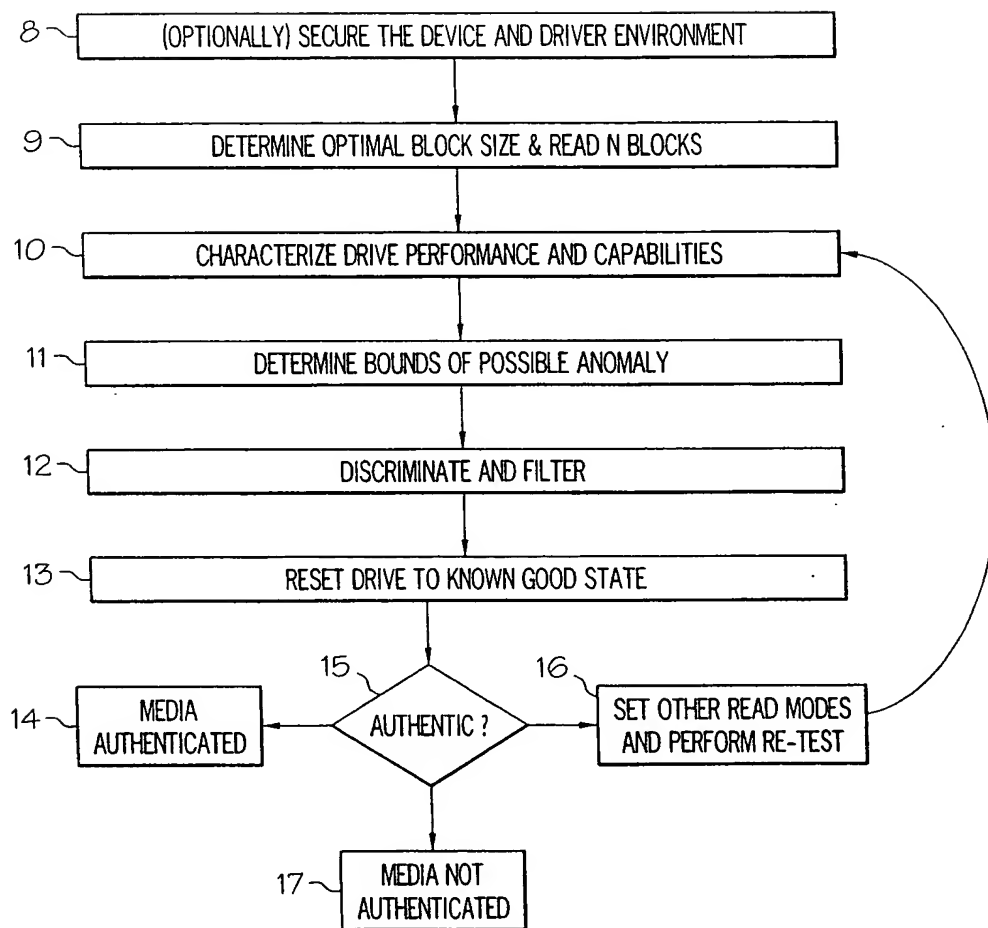 8 (OPTIONALLY) SECURE THE DEVICE AND DRIVER ENVIRONMENT
9 DETERMINE OPTIMAL BLOCK SIZE & READ N BLOCKS
10 CHARACTERIZE DRIVE PERFORMANCE AND CAPABILITIES
11 DETERMINE BOUNDS OF POSSIBLE ANOMALY
12 DISCRIMINATE AND FILTER
13 RESET DRIVE TO KNOWN GOOD STATE
14 MEDIA
AUTHENTICATED
15 AUTHENTIC ?
16 SET OTHER READ MODES
AND PERFORM RE-TEST
17 MEDIA NOT
AUTHENTICATED